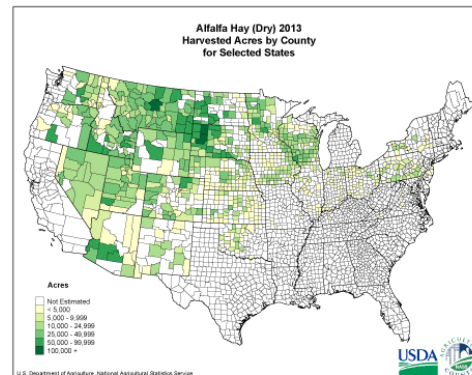 Alfalfa Hay (Dry) 2013
Harvested Acres by County
for Selected States
Acres
Not Estimated
< 5,000
5,000 - 9,999
10,000 - 24,999
25,000 - 49,999
50,000 - 99,999
100,000 +
U.S. Department of Agriculture, National Agricultural Statistics Service
USDA